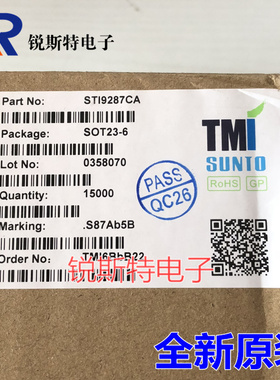 R 锐斯特电子
Part No: STI9287CA
Package: SOT23-6
Lot No: 0358070
Quantity: 15000
Marking: .S87Ab5B
Order No:
TMI
SUNTO
RoHS GP
PASS
QC26
锐斯特电子
全新原装